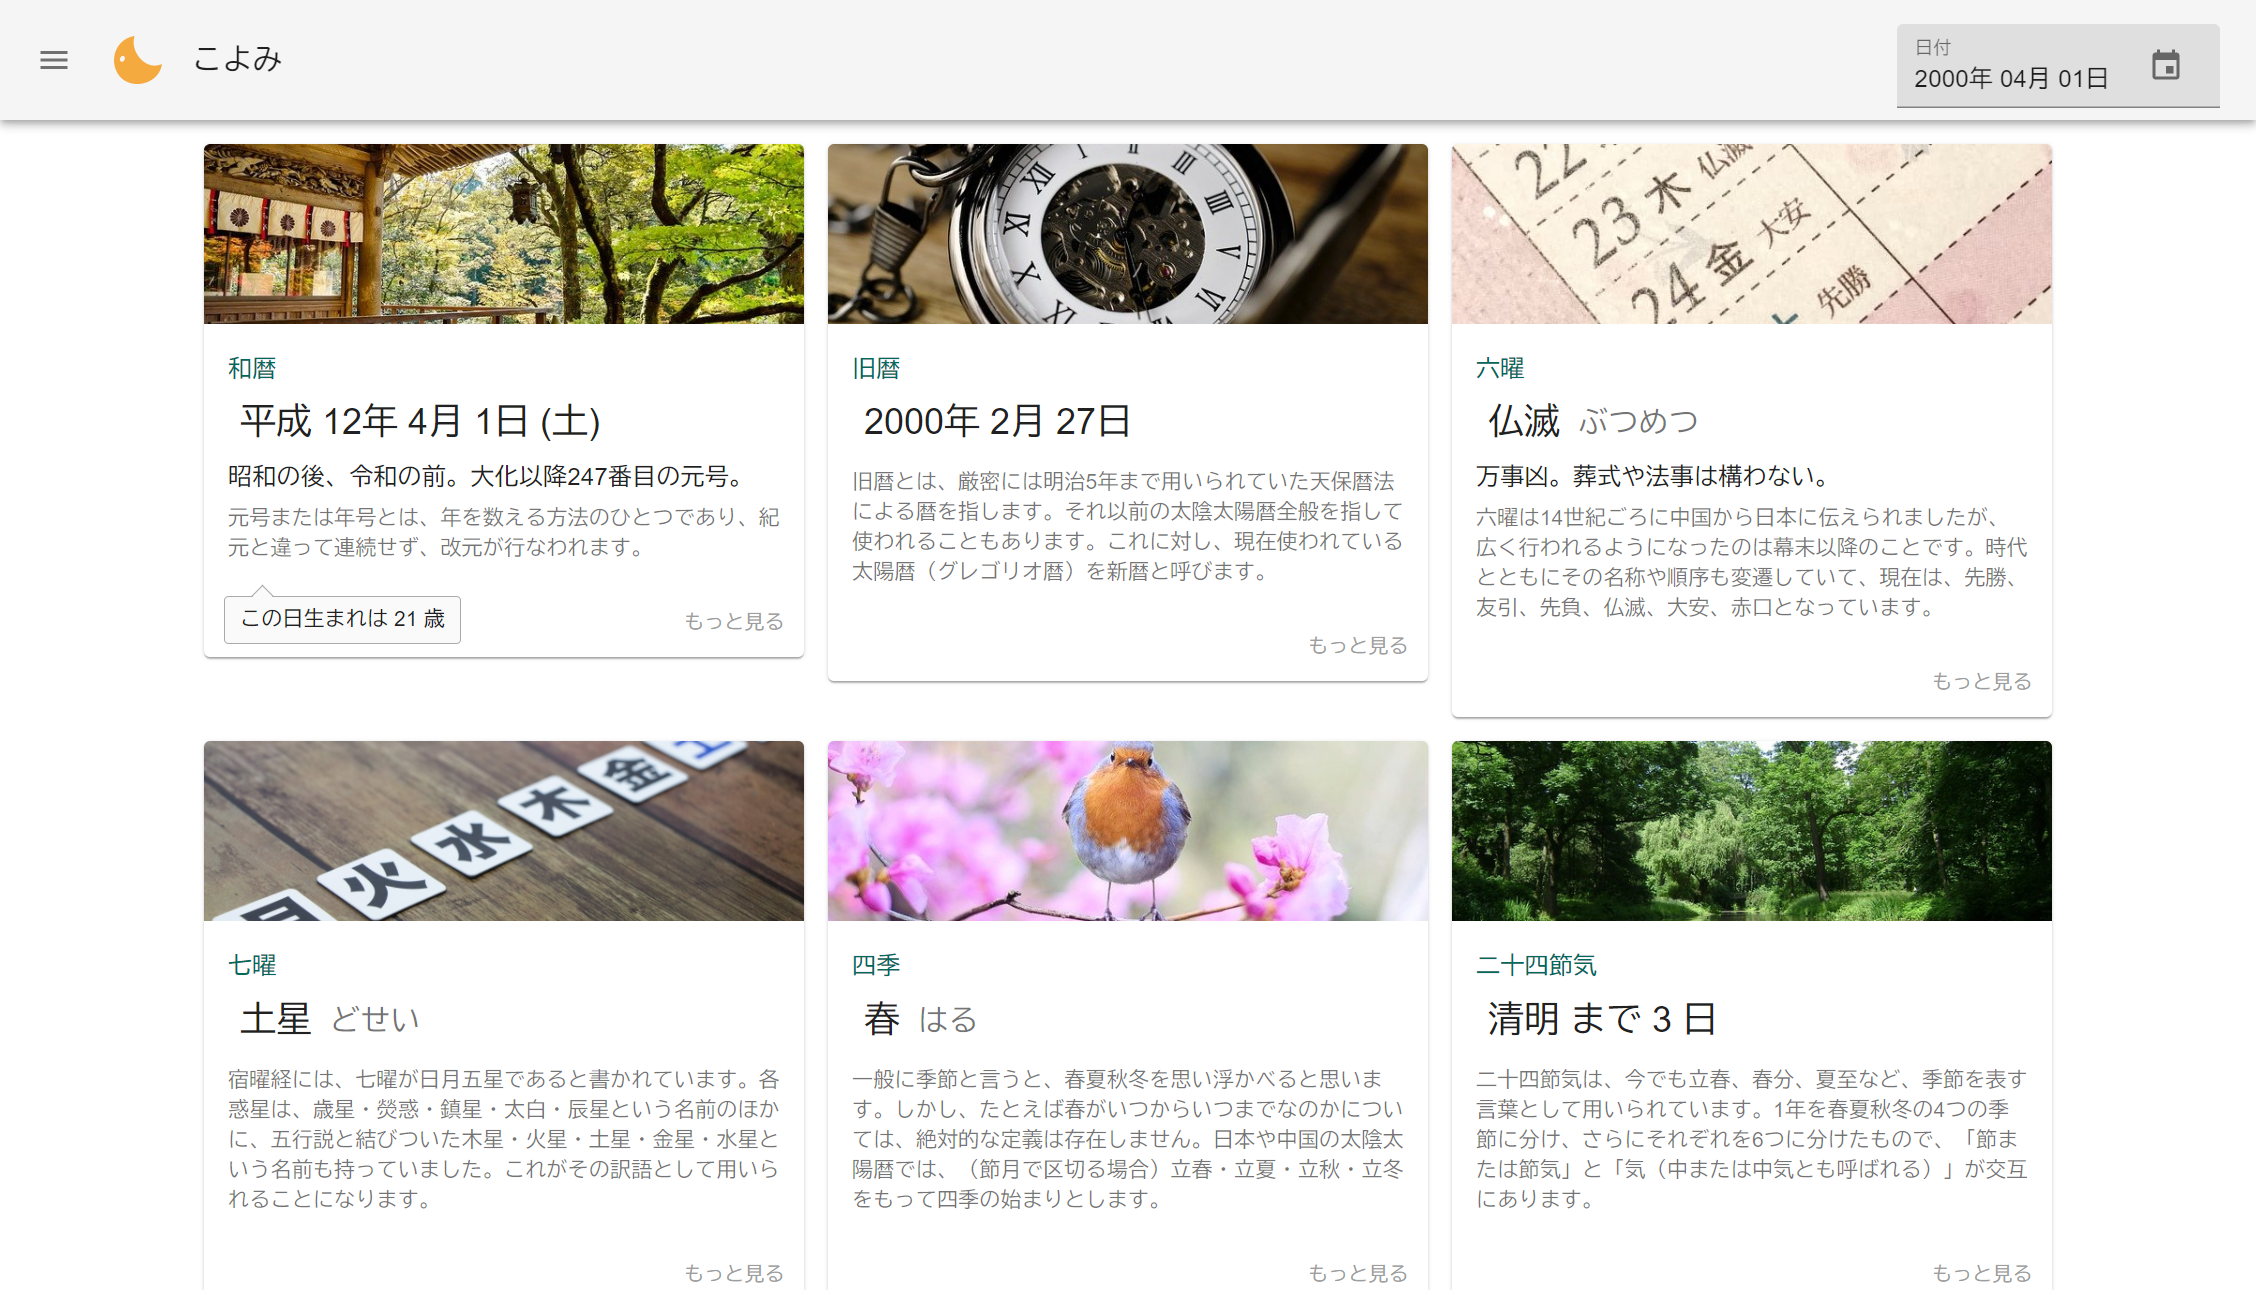 こよみ
日付
2000年 04月 01日
22
23 木 仏滅
24 金 大安
先勝
和暦
平成 12年 4月 1日 (土)
昭和の後、令和の前。大化以降247番目の元号。
元号または年号とは、年を数える方法のひとつであり、紀
元と違って連続せず、改元が行なわれます。
この日生まれは 21 歳
もっと見る
旧暦
2000年 2月 27日
旧暦とは、厳密には明治5年まで用いられていた天保暦法
による暦を指します。それ以前の太陰太陽暦全般を指して
使われることもあります。これに対し、現在使われている
太陽暦（グレゴリオ暦）を新暦と呼びます。
もっと見る
六曜
仏滅 ぶつめつ
万事凶。葬式や法事は構わない。
六曜は14世紀ごろに中国から日本に伝えられましたが、
広く行われるようになったのは幕末以降のことです。時代
とともにその名称や順序も変遷していて、現在は、先勝、
友引、先負、仏滅、大安、赤口となっています。
もっと見る
火 水 木 金
七曜
土星 どせい
宿曜経には、七曜が日月五星であると書かれています。各
惑星は、歳星・熒惑・鎮星・太白・辰星という名前のほか
に、五行説と結びついた木星・火星・土星・金星・水星と
いう名前も持っていました。これがその訳語として用いら
れることになります。
もっと見る
四季
春 はる
一般に季節と言うと、春夏秋冬を思い浮かべると思いま
す。しかし、たとえば春がいつからいつまでなのかについ
ては、絶対的な定義は存在しません。日本や中国の太陰太
陽暦では、（節月で区切る場合）立春・立夏・立秋・立冬
をもって四季の始まりとします。
もっと見る
二十四節気
清明 まで 3 日
二十四節気は、今でも立春、春分、夏至など、季節を表す
言葉として用いられています。1年を春夏秋冬の4つの季
節に分け、さらにそれぞれを6つに分けたもので、「節ま
たは節気」と「気（中または中気とも呼ばれる）」が交互
にあります。
もっと見る